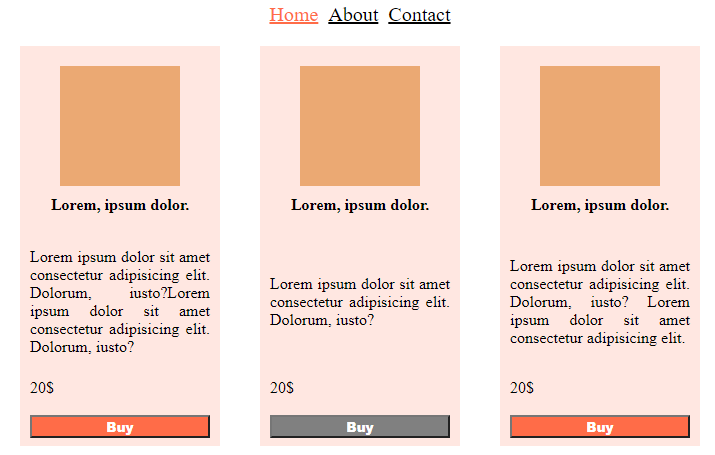 Home About Contact
Lorem, ipsum dolor.
Lorem ipsum dolor sit amet
consectetur adipisicing elit.
Dolorum, iusto?Lorem
ipsum dolor sit amet
consectetur adipisicing elit.
Dolorum, iusto?
20$
Buy
Lorem, ipsum dolor.
Lorem ipsum dolor sit amet
consectetur adipisicing elit.
Dolorum, iusto?
20$
Buy
Lorem, ipsum dolor.
Lorem ipsum dolor sit amet
consectetur adipisicing elit.
Dolorum, iusto? Lorem
ipsum dolor sit amet
consectetur adipisicing elit.
20$
Buy